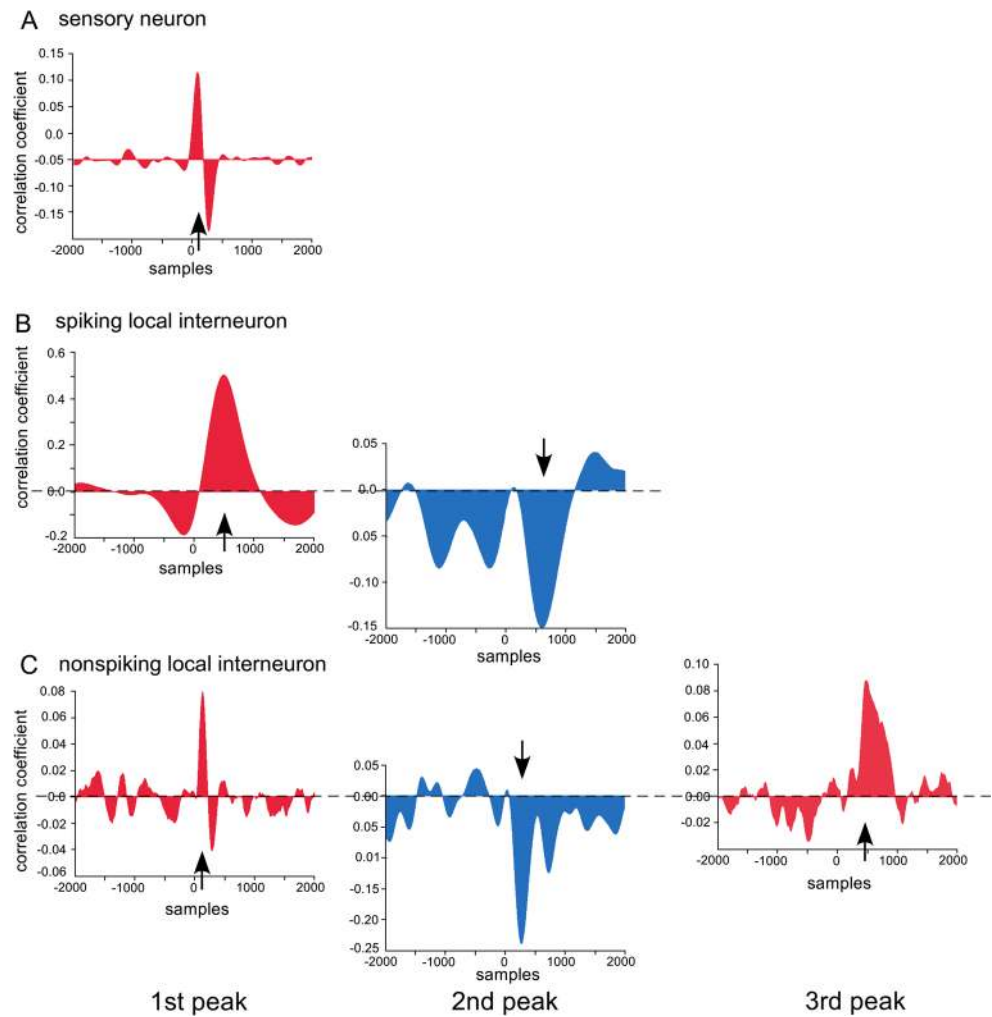 A sensory neuron
correlation coefficient
0.15
0.10
0.05
0.0
-0.05
-0.10
-0.15
-2000 -1000 0 1000 2000
samples
B spiking local interneuron
correlation coefficient
0.6
0.4
0.2
0.0
-0.2
-2000 -1000 0 1000 2000
samples
0.05
0.0
0.05
-0.10
-0.15
-2000 -1000 0 1000 2000
samples
C nonspiking local interneuron
correlation coefficient
0.08
0.06
0.04
0.02
0.00
-0.02
-0.04
0.06
-2000 -1000 0 1000 2000
samples
0.05
0.00
0.05
0.01
-0.15
-0.20
-0.25
-2000 -1000 0 1000 2000
samples
0.10
0.08
0.06
0.04
0.02
0.00
-0.02
-2000 -1000 0 1000 2000
samples
1st peak 2nd peak 3rd peak